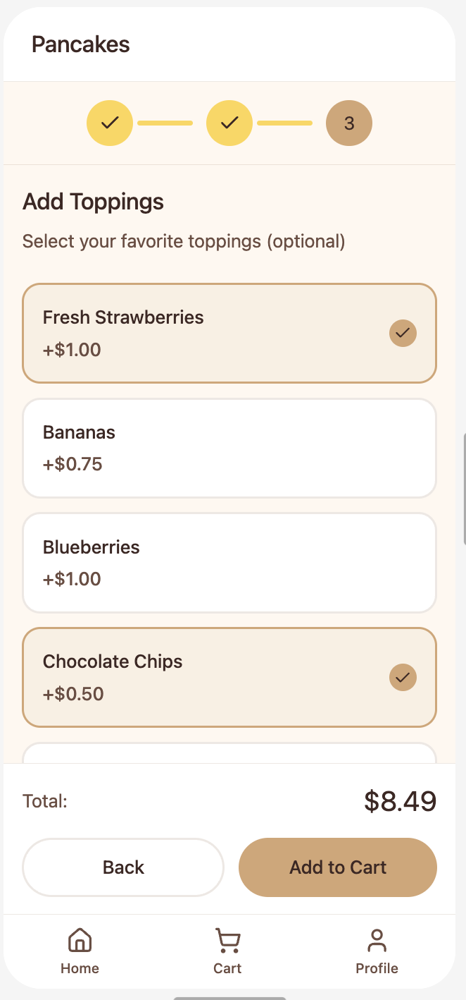 Pancakes
3
Add Toppings
Select your favorite toppings (optional)
Fresh Strawberries
+$1.00
Bananas
+$0.75
Blueberries
+$1.00
Chocolate Chips
+$0.50
Total:
$8.49
Back
Add to Cart
Home
Cart
Profile